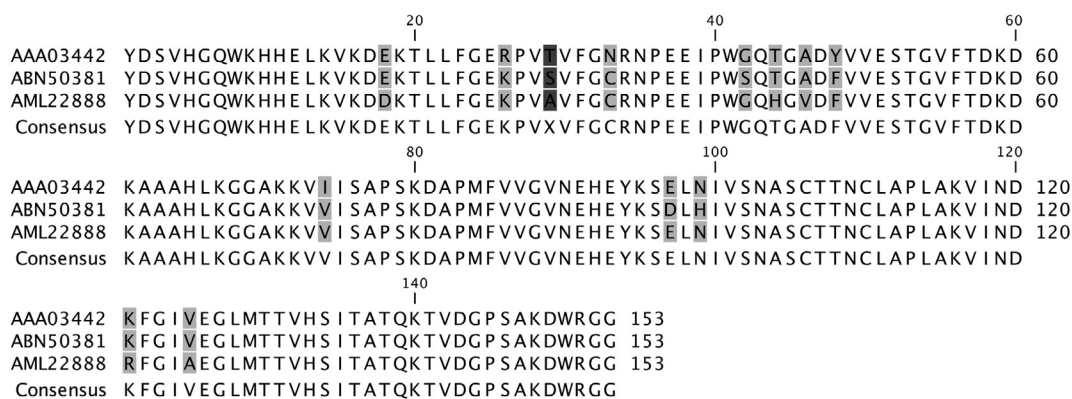 20 40 60
AAA03442 YDSVHGQWKHHELKVKDEKTLLFGERPVTVFGNRNPEEIPWGQTGADYVVESTGVFTDKD 60
ABN50381 YDSVHGQWKHHELKVKDEKTLLFGEKPVSVFGCRNPEEIPWSQTGADFVVESTGVFTDKD 60
AML22888 YDSVHGQWKHHELKVKDDKTLLFGEKPVAVFGCRNPEEIPWGQHGVDFVVESTGVFTDKD 60
Consensus YDSVHGQWKHHELKVKDEKTLLFGEKPVXVFGCRNPEEIPWGQTGADFVVESTGVFTDKD
80 100 120
AAA03442 KAAAHLKGGAKKVIISAPSKDAPMFVVGVNEHEYKSELNIVSNASCTTNCLAPLAKVIND 120
ABN50381 KAAAHLKGGAKKVVISAPSKDAPMFVVGVNEHEYKSDLHIVSNASCTTNCLAPLAKVIND 120
AML22888 KAAAHLKGGAKKVVISAPSKDAPMFVVGVNEHEYKSELNIVSNASCTTNCLAPLAKVIND 120
Consensus KAAAHLKGGAKKVVISAPSKDAPMFVVGVNEHEYKSELNIVSNASCTTNCLAPLAKVIND
140
AAA03442 KFGIVEGLMTTVHSITATQKTVDGPSAKDWRGG 153
ABN50381 KFGIVEGLMTTVHSITATQKTVDGPSAKDWRGG 153
AML22888 RFGIAEGLMTTVHSITATQKTVDGPSAKDWRGG 153
Consensus KFGIVEGLMTTVHSITATQKTVDGPSAKDWRGG